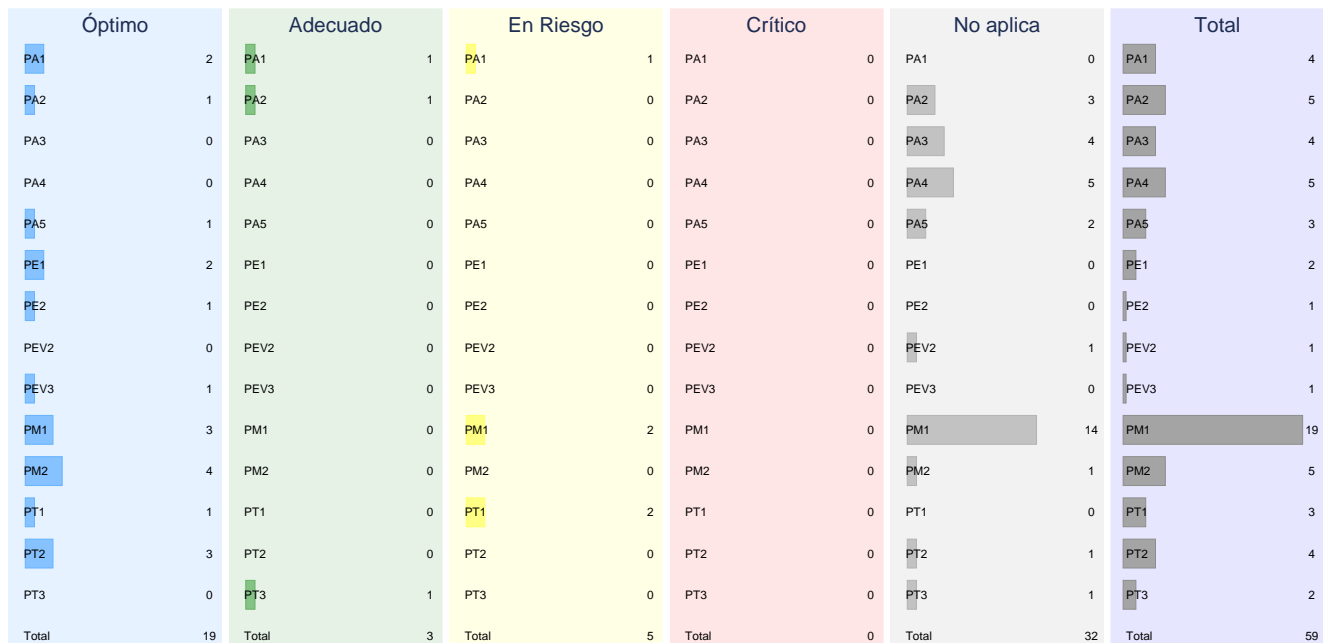 Óptimo Adecuado En Riesgo Crítico No aplica Total
PA1 2 PA1 1 PA1 1 PA1 0 PA1 0 PA1 4
PA2 1 PA2 1 PA2 0 PA2 0 PA2 3 PA2 5
PA3 0 PA3 0 PA3 0 PA3 0 PA3 4 PA3 4
PA4 0 PA4 0 PA4 0 PA4 0 PA4 5 PA4 5
PA5 1 PA5 0 PA5 0 PA5 0 PA5 2 PA5 3
PE1 2 PE1 0 PE1 0 PE1 0 PE1 0 PE1 2
PE2 1 PE2 0 PE2 0 PE2 0 PE2 0 PE2 1
PEV2 0 PEV2 0 PEV2 0 PEV2 0 PEV2 1 PEV2 1
PEV3 1 PEV3 0 PEV3 0 PEV3 0 PEV3 0 PEV3 1
PM1 3 PM1 0 PM1 2 PM1 0 PM1 14 PM1 19
PM2 4 PM2 0 PM2 0 PM2 0 PM2 1 PM2 5
PT1 1 PT1 0 PT1 2 PT1 0 PT1 0 PT1 3
PT2 3 PT2 0 PT2 0 PT2 0 PT2 1 PT2 4
PT3 0 PT3 1 PT3 0 PT3 0 PT3 1 PT3 2
Total 19 Total 3 Total 5 Total 0 Total 32 Total 59